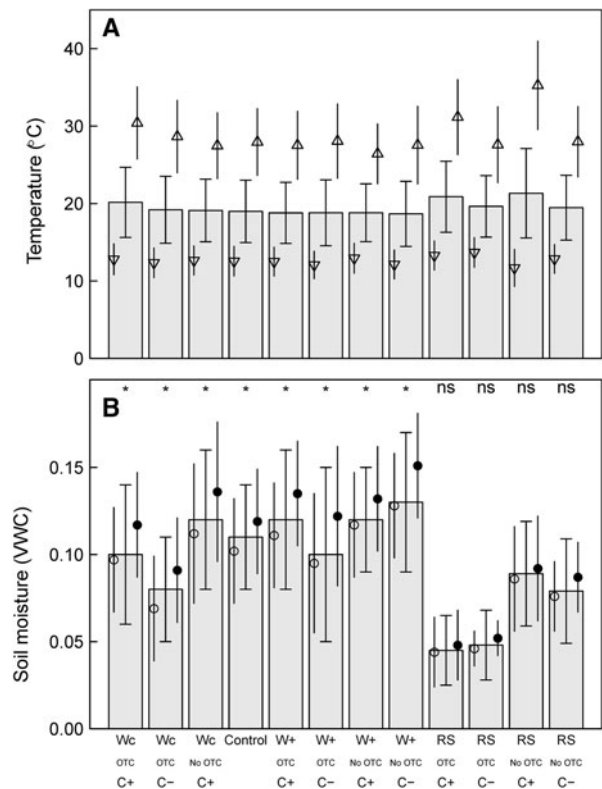 A
Temperature (°C)
40
30
20
10
0
* * * * * * * * ns ns ns ns
B
Soil moisture (VWC)
0.15
0.10
0.05
0.00
Wc Wc Wc Control W+ W+ W+ W+ RS RS RS RS
OTC OTC No OTC OTC OTC No OTC No OTC OTC OTC No OTC No OTC
C+ C− C+ C+ C− C+ C− C+ C− C+ C−